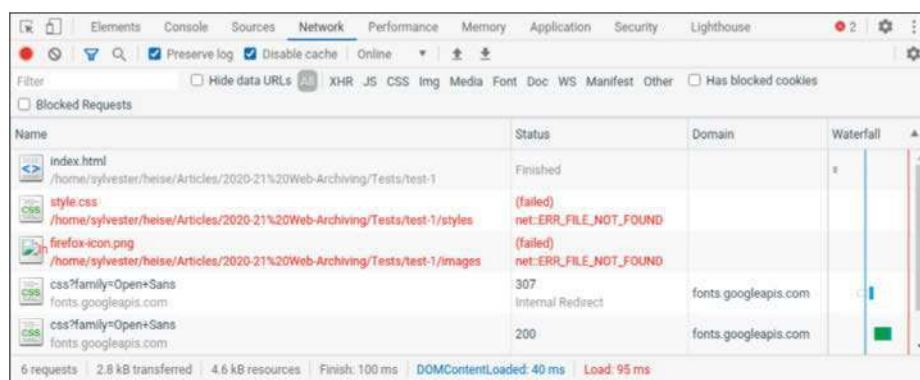 Elements Console Sources Network Performance Memory Application Security Lighthouse 2
Preserve log Disable cache Online
Filter Hide data URLs All XHR JS CSS Img Media Font Doc WS Manifest Other Has blocked cookies
Blocked Requests
Name Status Domain Waterfall
index.html
/home/sylvester/heise/Articles/2020-21%20Web-Archiving/Tests/test-1
Finished
style.css
/home/sylvester/heise/Articles/2020-21%20Web-Archiving/Tests/test-1/styles
(failed)
net::ERR_FILE_NOT_FOUND
firefox-icon.png
/home/sylvester/heise/Articles/2020-21%20Web-Archiving/Tests/test-1/images
(failed)
net::ERR_FILE_NOT_FOUND
css?family=Open+Sans
fonts.googleapis.com
307
Internal Redirect
fonts.googleapis.com
css?family=Open+Sans
fonts.googleapis.com
200
fonts.googleapis.com
6 requests 2.8 kB transferred 4.6 kB resources Finish: 100 ms DOMContentLoaded: 40 ms Load: 95 ms